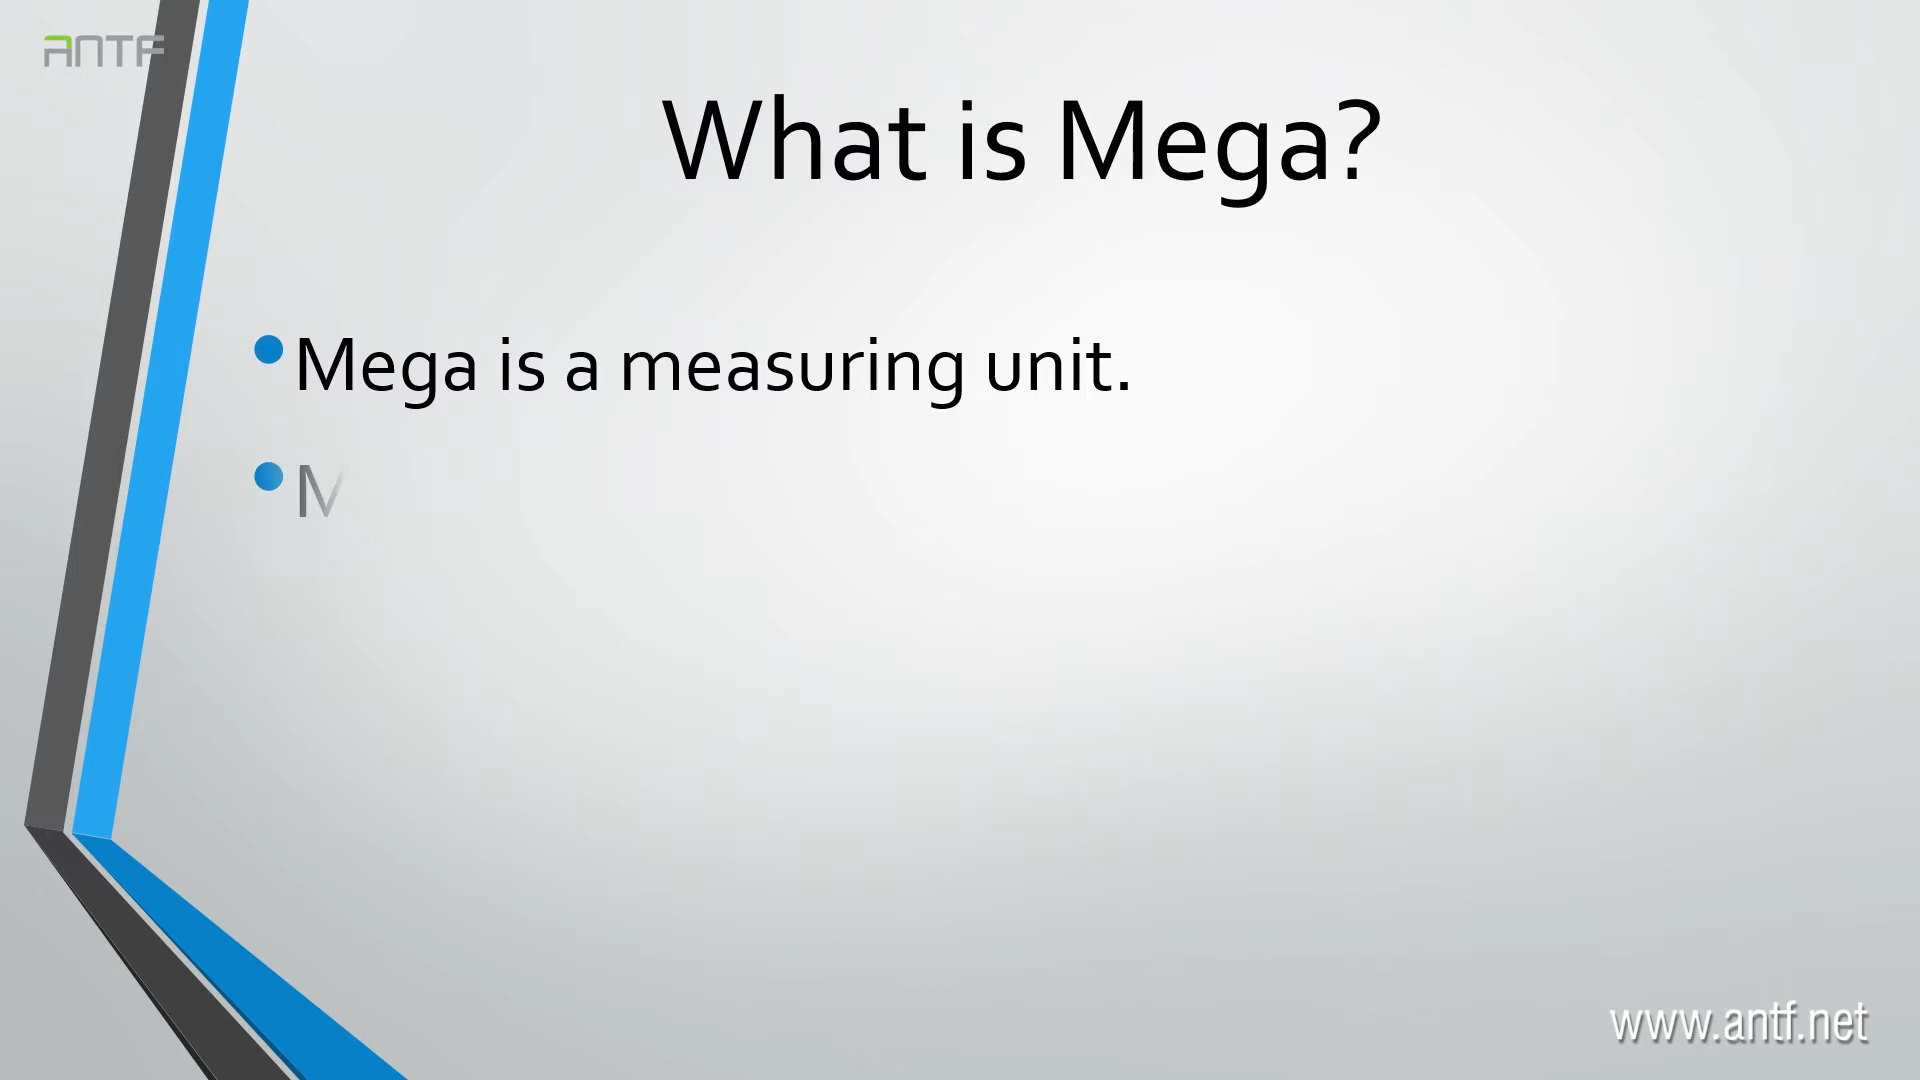 ANTF
What is Mega?
• Mega is a measuring unit.
• M
www.antf.net